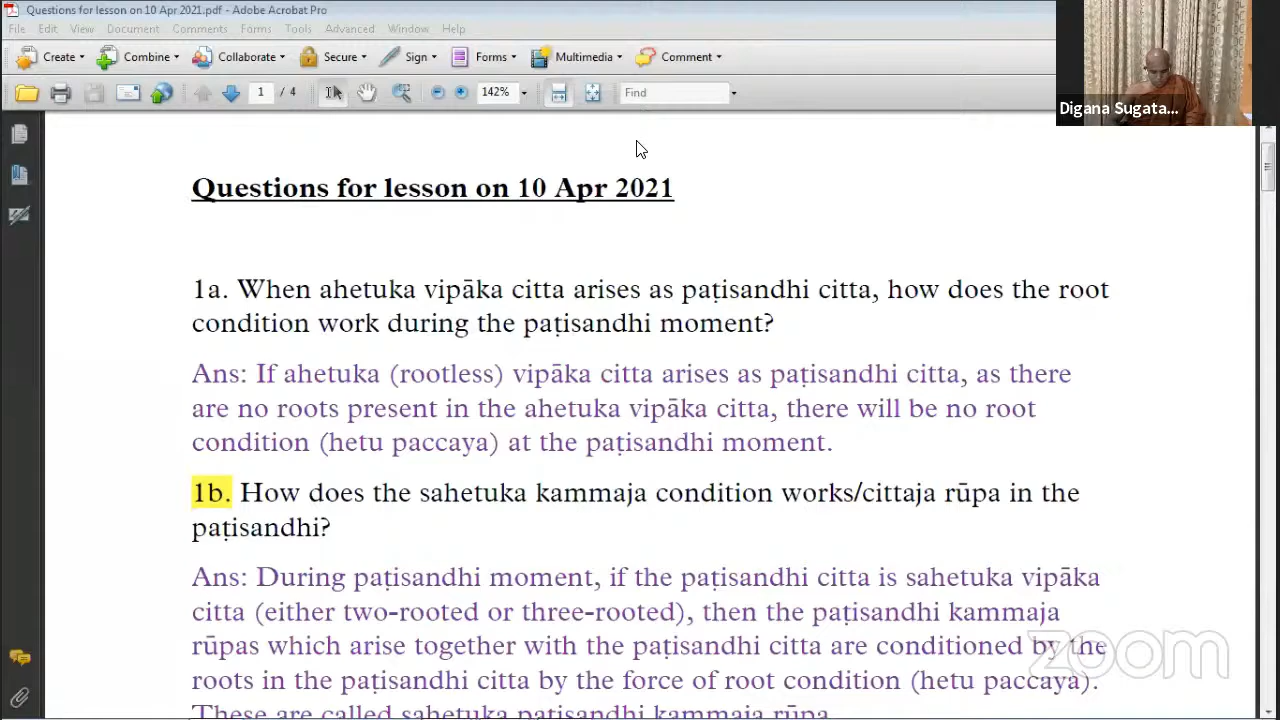 Questions for lesson on 10 Apr 2021.pdf - Adobe Acrobat Pro
File Edit View Document Comments Forms Tools Advanced Window Help
Create Combine Collaborate Secure Sign Forms Multimedia Comment
1 / 4 142% Find
Digana Sugata...
Questions for lesson on 10 Apr 2021
1a. When ahetuka vipāka citta arises as paṭisandhi citta, how does the root
condition work during the paṭisandhi moment?
Ans: If ahetuka (rootless) vipāka citta arises as paṭisandhi citta, as there
are no roots present in the ahetuka vipāka citta, there will be no root
condition (hetu paccaya) at the paṭisandhi moment.
1b. How does the sahetuka kammaja condition works/cittaja rūpa in the
paṭisandhi?
Ans: During paṭisandhi moment, if the paṭisandhi citta is sahetuka vipāka
citta (either two-rooted or three-rooted), then the paṭisandhi kammaja
rūpas which arise together with the paṭisandhi citta are conditioned by the
roots in the paṭisandhi citta by the force of root condition (hetu paccaya).
These are called sahetuka paṭisandhi kammaja rūpa
zoom